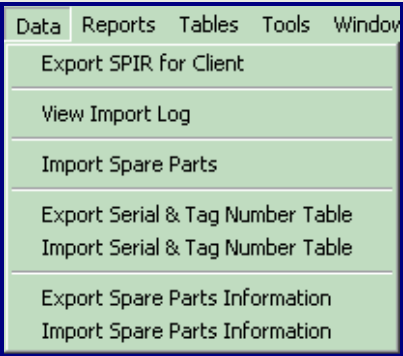 Data Reports Tables Tools Window
Export SPIR for Client
View Import Log
Import Spare Parts
Export Serial & Tag Number Table
Import Serial & Tag Number Table
Export Spare Parts Information
Import Spare Parts Information